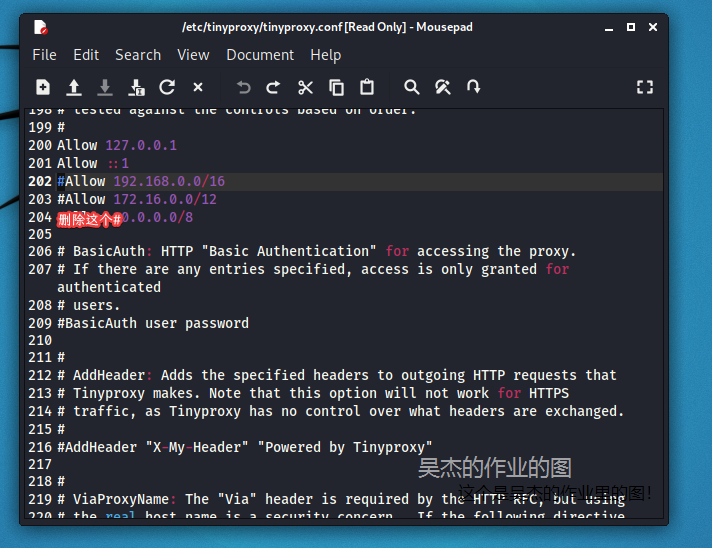 /etc/tinyproxy/tinyproxy.conf [Read Only] - Mousepad
File Edit Search View Document Help
198 # tested against the controls based on order.
199 #
200 Allow 127.0.0.1
201 Allow ::1
202 #Allow 192.168.0.0/16
203 #Allow 172.16.0.0/12
204 0.0.0.0/8
删除这个#
205
206 # BasicAuth: HTTP "Basic Authentication" for accessing the proxy.
207 # If there are any entries specified, access is only granted for
authenticated
208 # users.
209 #BasicAuth user password
210
211 #
212 # AddHeader: Adds the specified headers to outgoing HTTP requests that
213 # Tinyproxy makes. Note that this option will not work for HTTPS
214 # traffic, as Tinyproxy has no control over what headers are exchanged.
215 #
216 #AddHeader "X-My-Header" "Powered by Tinyproxy"
217
吴杰的作业的图
218 #
这个是吴杰的作业里的图!
219 # ViaProxyName: The "Via" header is required by the HTTP RFC, but using
220 # the real host name is a security concern. If the following directive